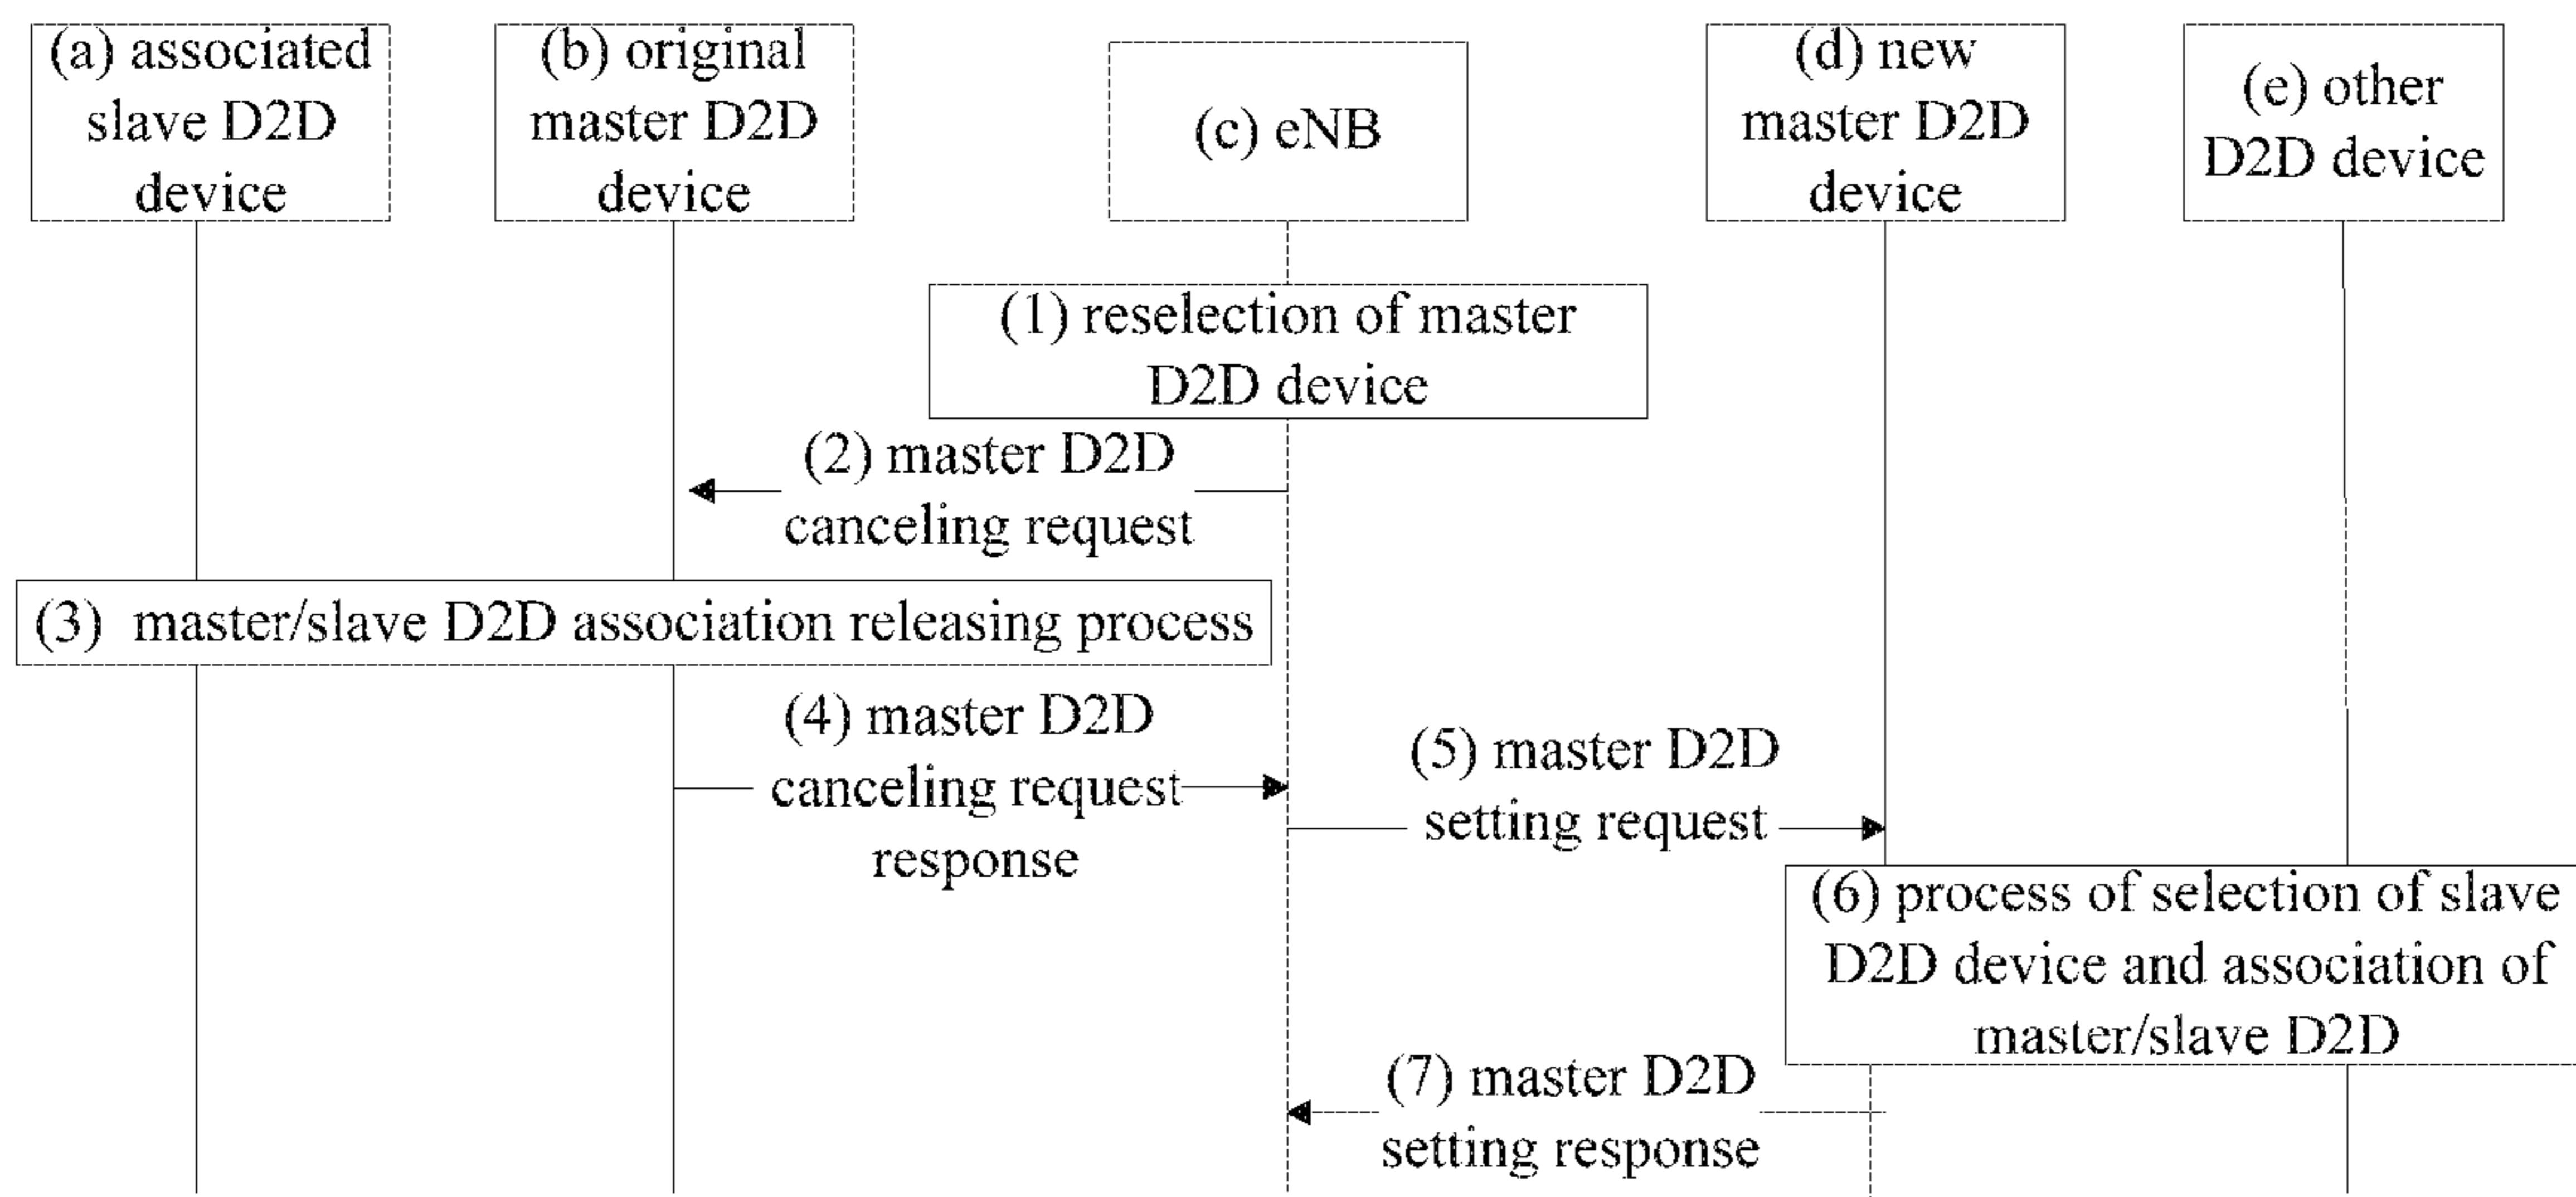 (a) associated
slave D2D
device
(b) original
master D2D
device
(c) eNB
(d) new
master D2D
device
(e) other
D2D device
(1) reselection of master
D2D device
(2) master D2D
canceling request
(3) master/slave D2D association releasing process
(4) master D2D
canceling request
response
(5) master D2D
setting request
(6) process of selection of slave
D2D device and association of
master/slave D2D
(7) master D2D
setting response